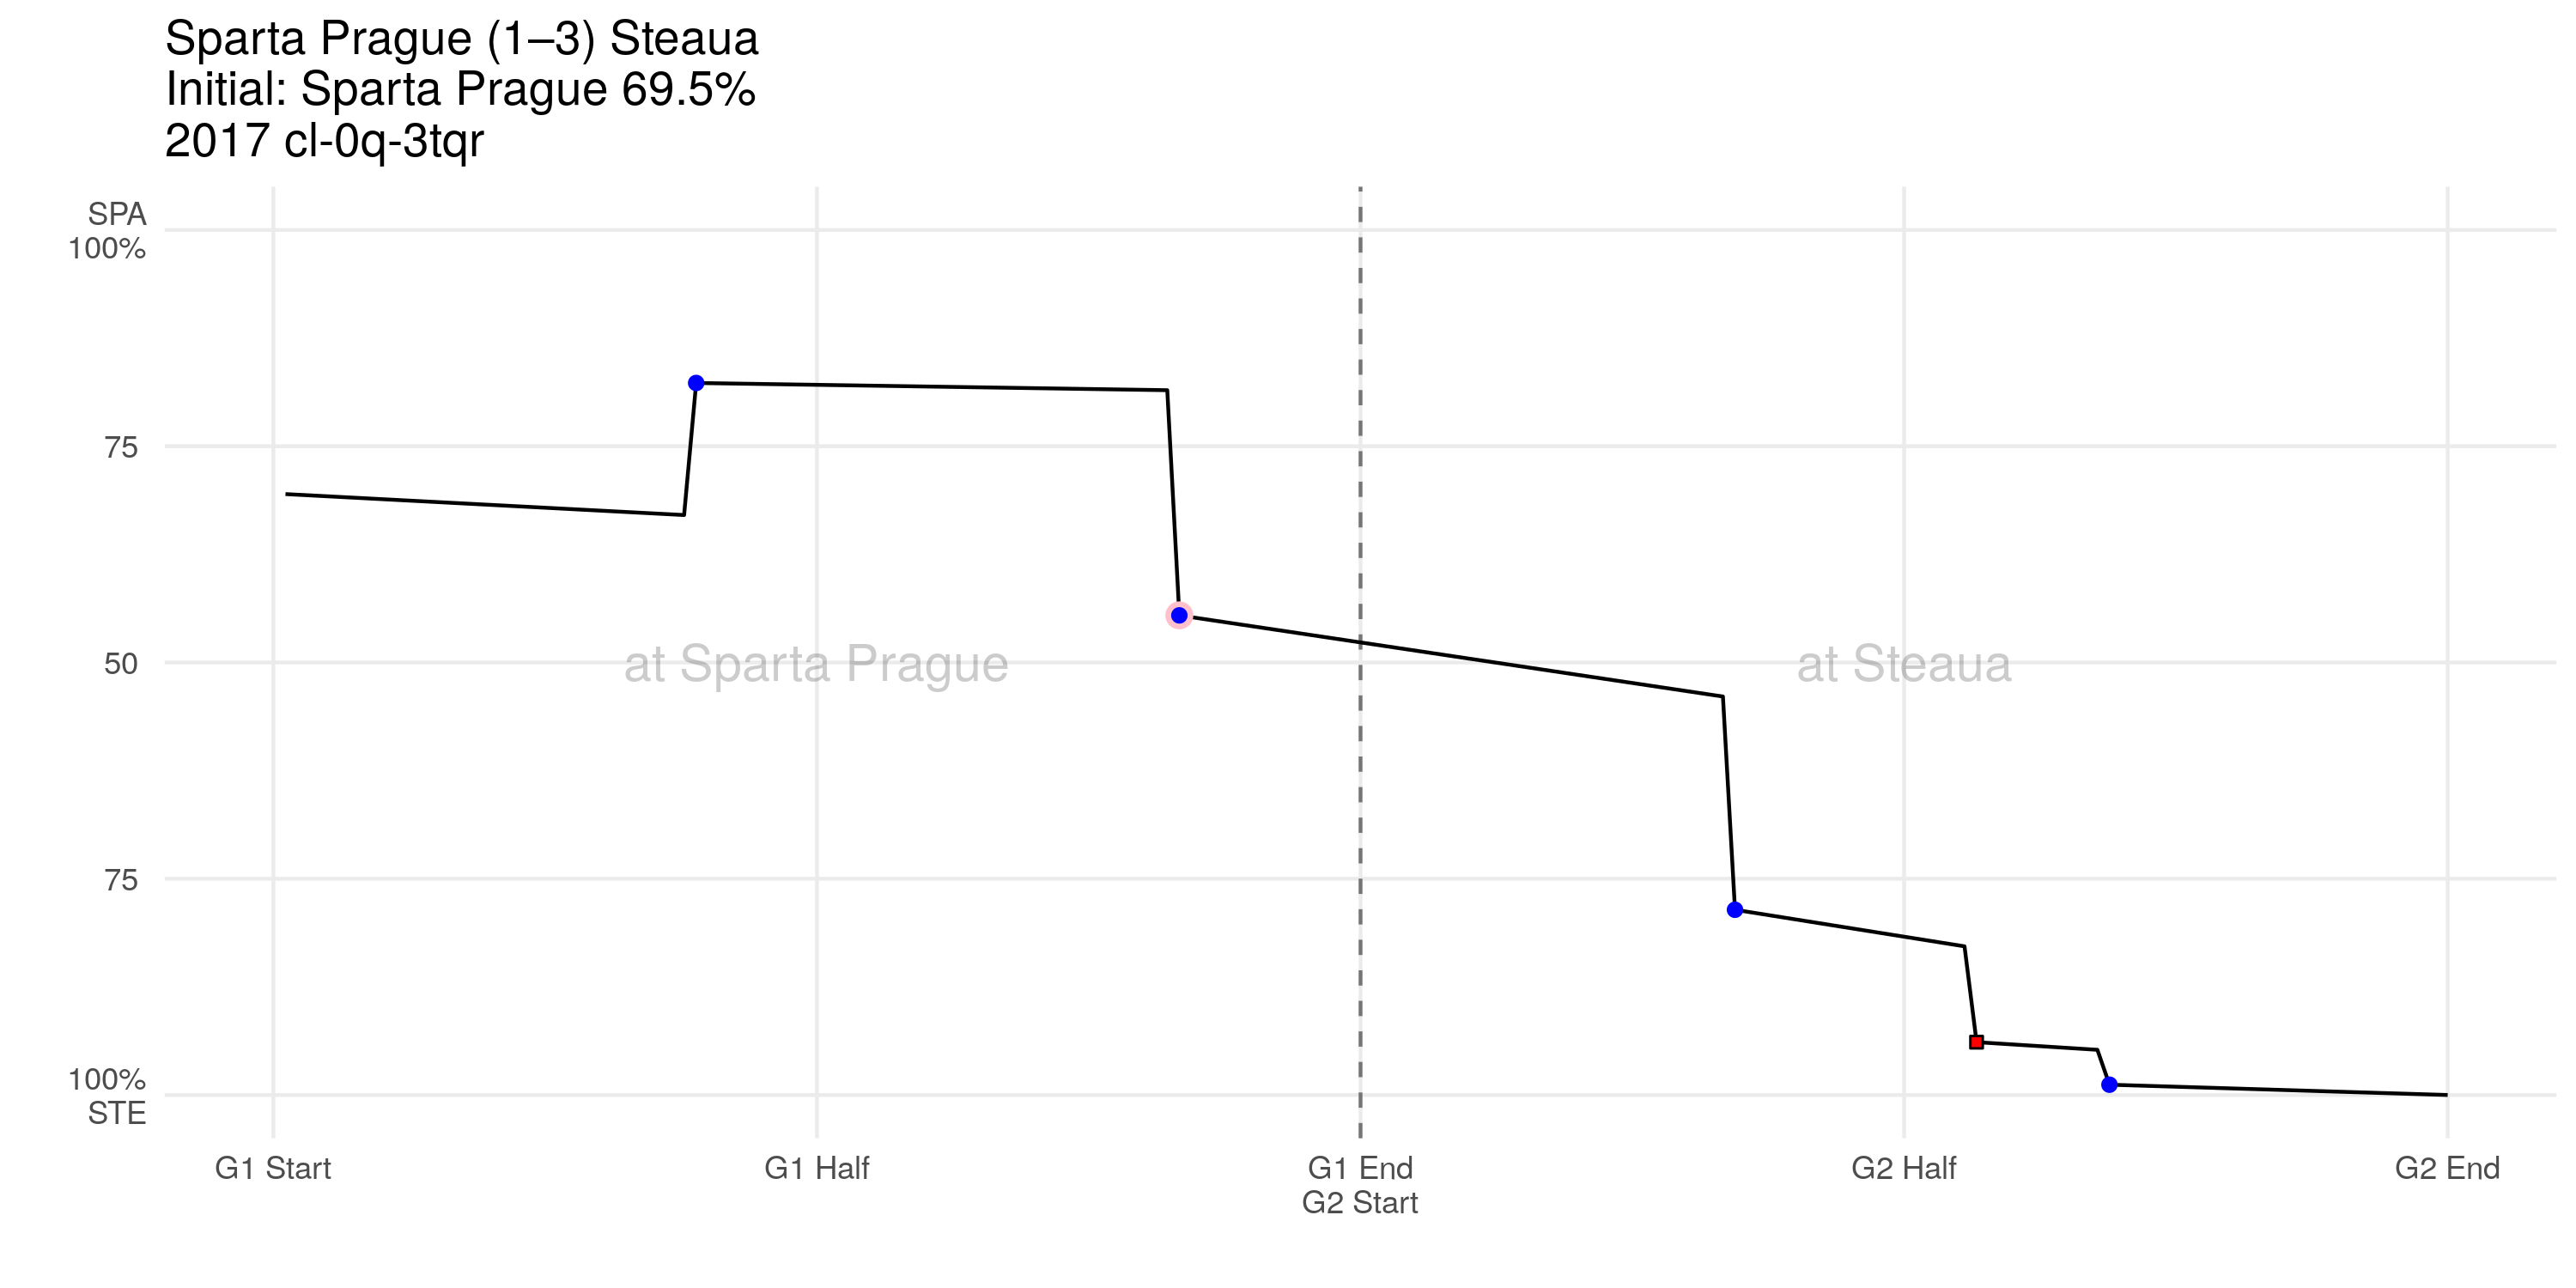 Sparta Prague (1–3) Steaua
Initial: Sparta Prague 69.5%
2017 cl-0q-3tqr
SPA
100%
75
50
75
100%
STE
at Sparta Prague
at Steaua
G1 Start
G1 Half
G1 End
G2 Start
G2 Half
G2 End